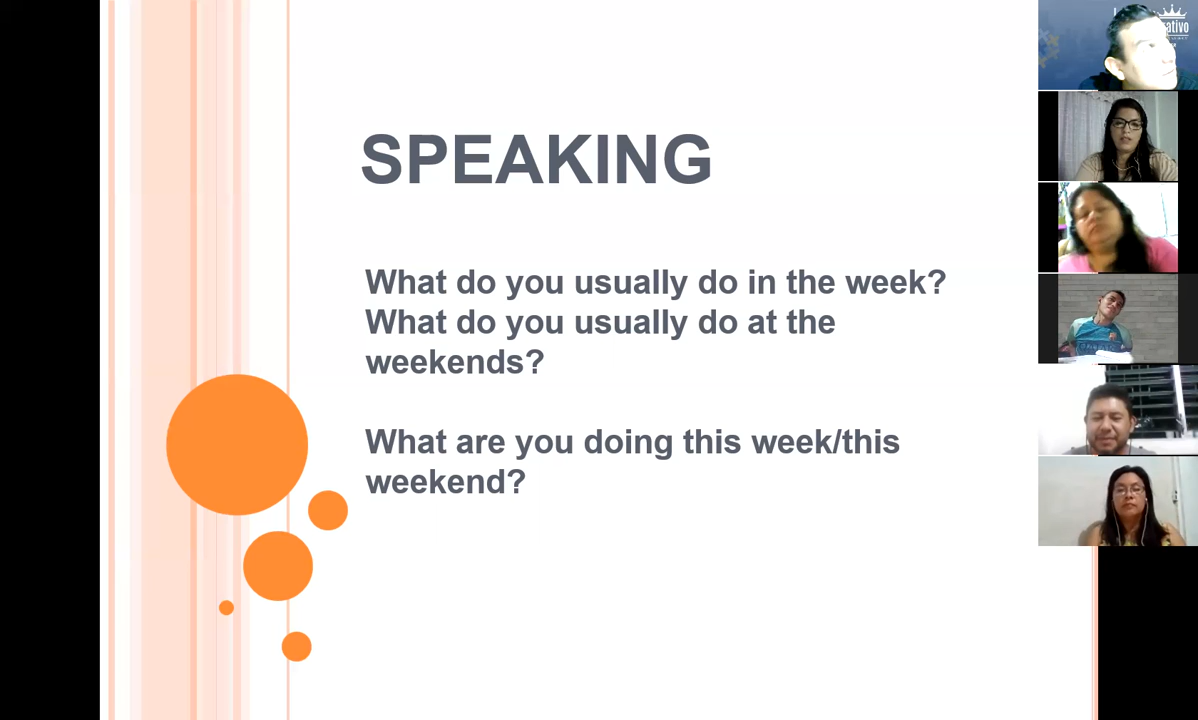 SPEAKING
What do you usually do in the week?
What do you usually do at the
weekends?
What are you doing this week/this
weekend?